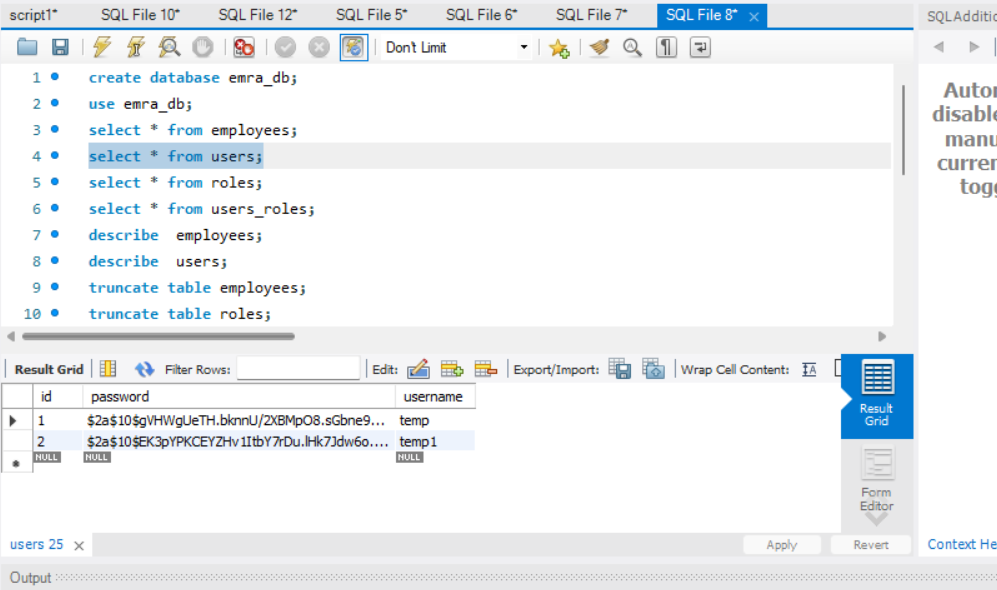 script1* SQL File 10* SQL File 12* SQL File 5* SQL File 6* SQL File 7* SQL File 8*
Don't Limit
1 create database emra_db;
2 use emra_db;
3 select * from employees;
4 select * from users;
5 select * from roles;
6 select * from users_roles;
7 describe  employees;
8 describe  users;
9 truncate table employees;
10 truncate table roles;
Result Grid Filter Rows: Edit: Export/Import: Wrap Cell Content:
id password username
1 $2a$10$gVHWgUeTH.bknnU/2XBMpO8.sGbne9... temp
2 $2a$10$EK3pYPKCEYZHv1ItbY7rDu.lHk7Jdw6o.... temp1
NULL NULL NULL
Result
Grid
Form
Editor
users 25
Apply Revert
Output
SQLAdditio
Autor
disable
manu
curren
togg
Context He